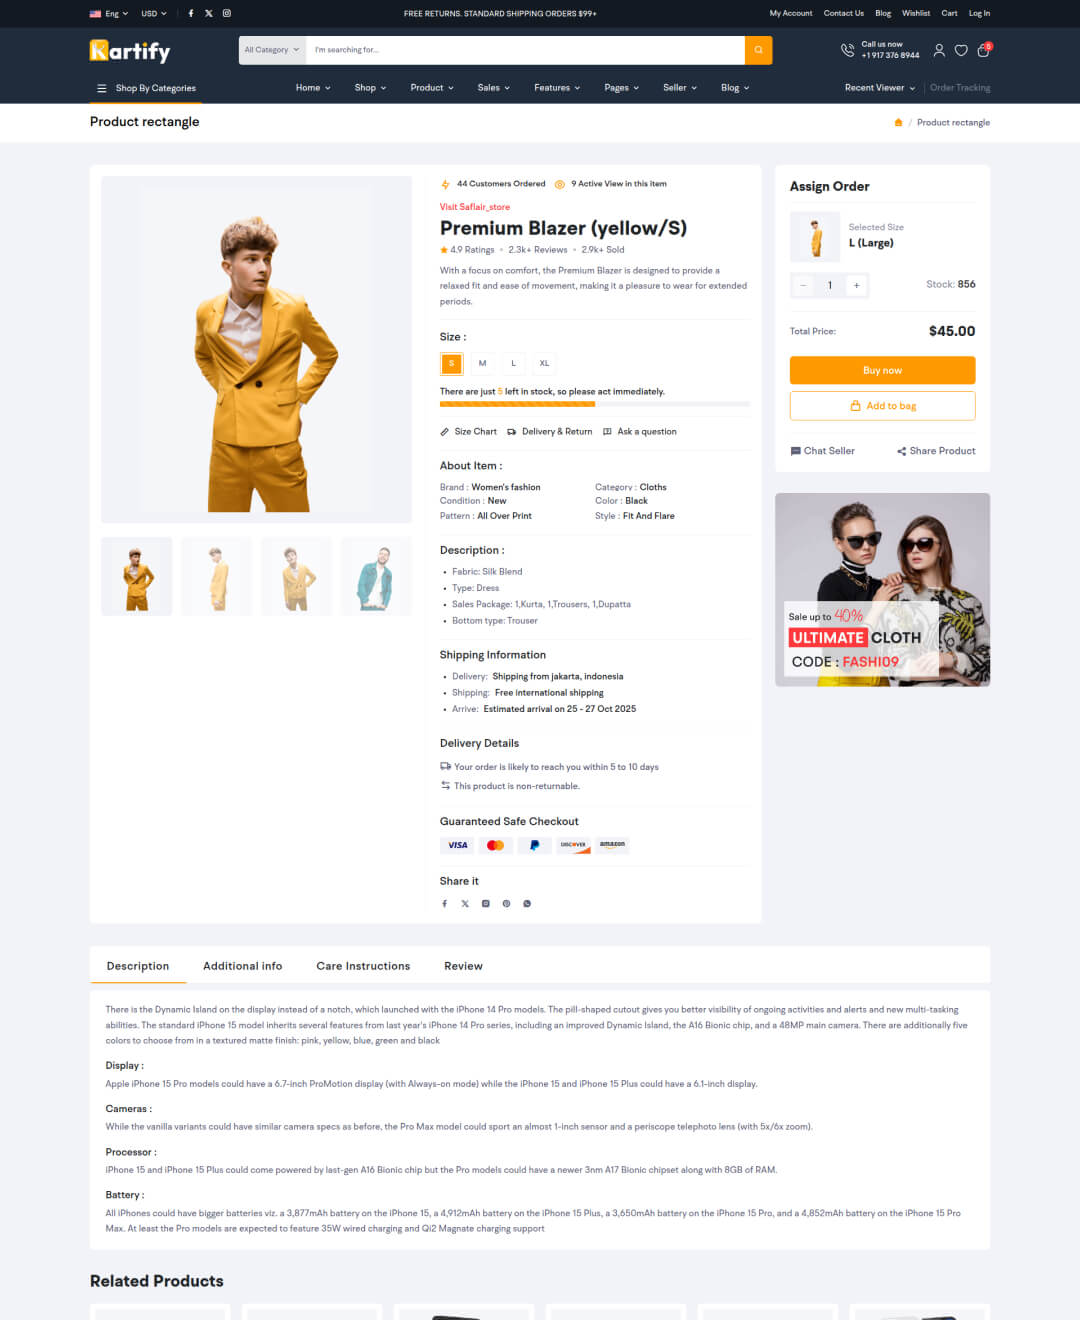 Eng USD FREE RETURNS. STANDARD SHIPPING ORDERS $99+ My Account Contact Us Blog Wishlist Cart Log In
Kartify All Category I'm searching for... Call us now
+1 917 376 8944 0
Shop By Categories Home Shop Product Sales Features Pages Seller Blog Recent Viewer Order Tracking
Product rectangle / Product rectangle
44 Customers Ordered 9 Active View in this item
Visit Saflair_store
Premium Blazer (yellow/S)
4.9 Ratings • 2.3k+ Reviews • 2.9k+ Sold
With a focus on comfort, the Premium Blazer is designed to provide a
relaxed fit and ease of movement, making it a pleasure to wear for extended
periods.
Size :
S M L XL
There are just 5 left in stock, so please act immediately.
Size Chart Delivery & Return Ask a question
About Item :
Brand : Women's fashion Category : Cloths
Condition : New Color : Black
Pattern : All Over Print Style : Fit And Flare
Description :
• Fabric: Silk Blend
• Type: Dress
• Sales Package: 1,Kurta, 1,Trousers, 1,Dupatta
• Bottom type: Trouser
Shipping Information
• Delivery: Shipping from jakarta, indonesia
• Shipping: Free international shipping
• Arrive: Estimated arrival on 25 - 27 Oct 2025
Delivery Details
Your order is likely to reach you within 5 to 10 days
This product is non-returnable.
Guaranteed Safe Checkout
VISA DISCOVER amazon
Share it
Assign Order
Selected Size
L (Large)
− 1 + Stock: 856
Total Price: $45.00
Buy now
Add to bag
Chat Seller Share Product
Sale up to 40%
ULTIMATE CLOTH
CODE : FASHI09
Description Additional info Care Instructions Review
There is the Dynamic Island on the display instead of a notch, which launched with the iPhone 14 Pro models. The pill-shaped cutout gives you better visibility of ongoing activities and alerts and new multi-tasking
abilities. The standard iPhone 15 model inherits several features from last year's iPhone 14 Pro series, including an improved Dynamic Island, the A16 Bionic chip, and a 48MP main camera. There are additionally five
colors to choose from in a textured matte finish: pink, yellow, blue, green and black
Display :
Apple iPhone 15 Pro models could have a 6.7-inch ProMotion display (with Always-on mode) while the iPhone 15 and iPhone 15 Plus could have a 6.1-inch display.
Cameras :
While the vanilla variants could have similar camera specs as before, the Pro Max model could sport an almost 1-inch sensor and a periscope telephoto lens (with 5x/6x zoom).
Processor :
iPhone 15 and iPhone 15 Plus could come powered by last-gen A16 Bionic chip but the Pro models could have a newer 3nm A17 Bionic chipset along with 8GB of RAM.
Battery :
All iPhones could have bigger batteries viz. a 3,877mAh battery on the iPhone 15, a 4,912mAh battery on the iPhone 15 Plus, a 3,650mAh battery on the iPhone 15 Pro, and a 4,852mAh battery on the iPhone 15 Pro
Max. At least the Pro models are expected to feature 35W wired charging and Qi2 Magnate charging support
Related Products